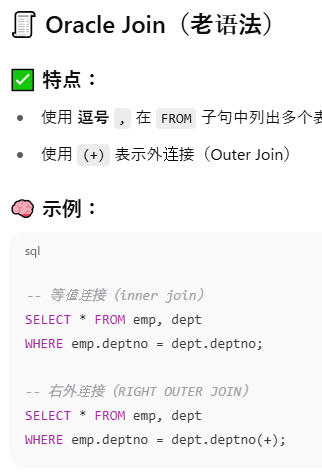 Oracle Join（老语法）
特点：
使用 逗号 , 在 FROM 子句中列出多个
使用 (+) 表示外连接（Outer Join）
示例：
sql
-- 等值连接（inner join）
SELECT * FROM emp, dept
WHERE emp.deptno = dept.deptno;
-- 右外连接（RIGHT OUTER JOIN）
SELECT * FROM emp, dept
WHERE emp.deptno = dept.deptno(+);